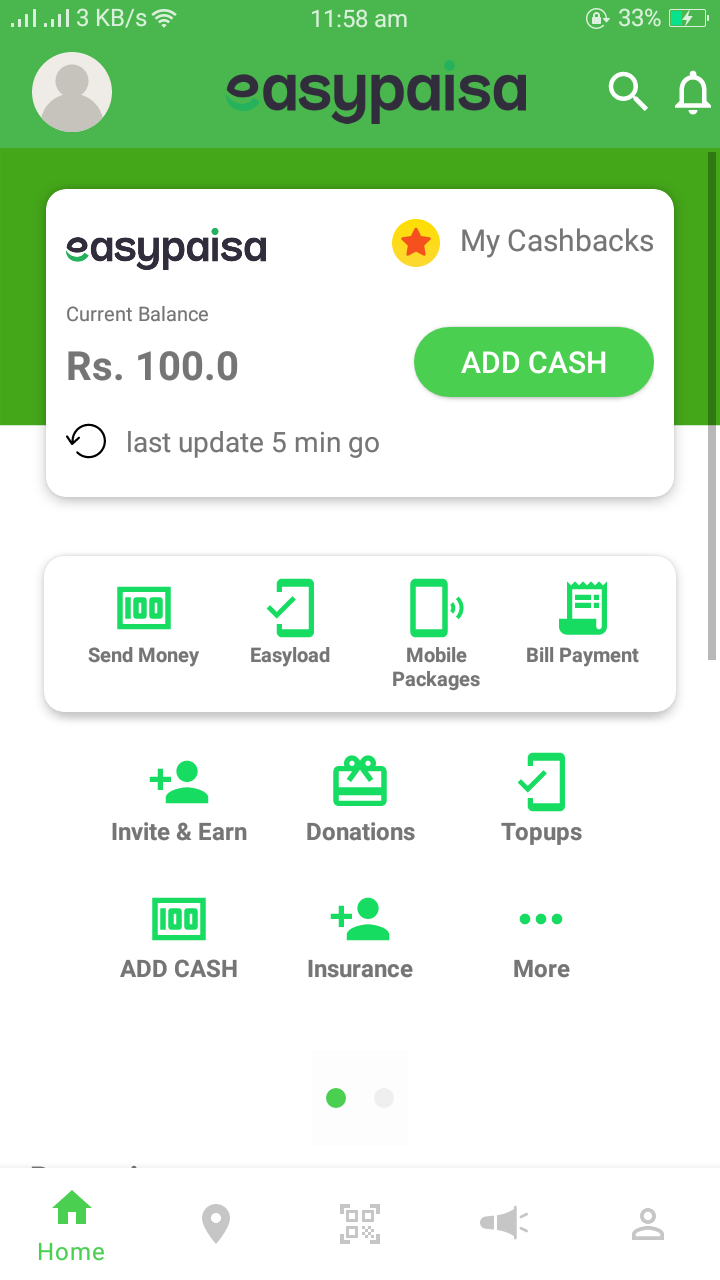 3 KB/s 11:58 am 33%
easypaisa
easypaisa My Cashbacks
Current Balance
Rs. 100.0 ADD CASH
last update 5 min go
100
Send Money Easyload Mobile Packages Bill Payment
Invite & Earn Donations Topups
100
ADD CASH Insurance More
Home